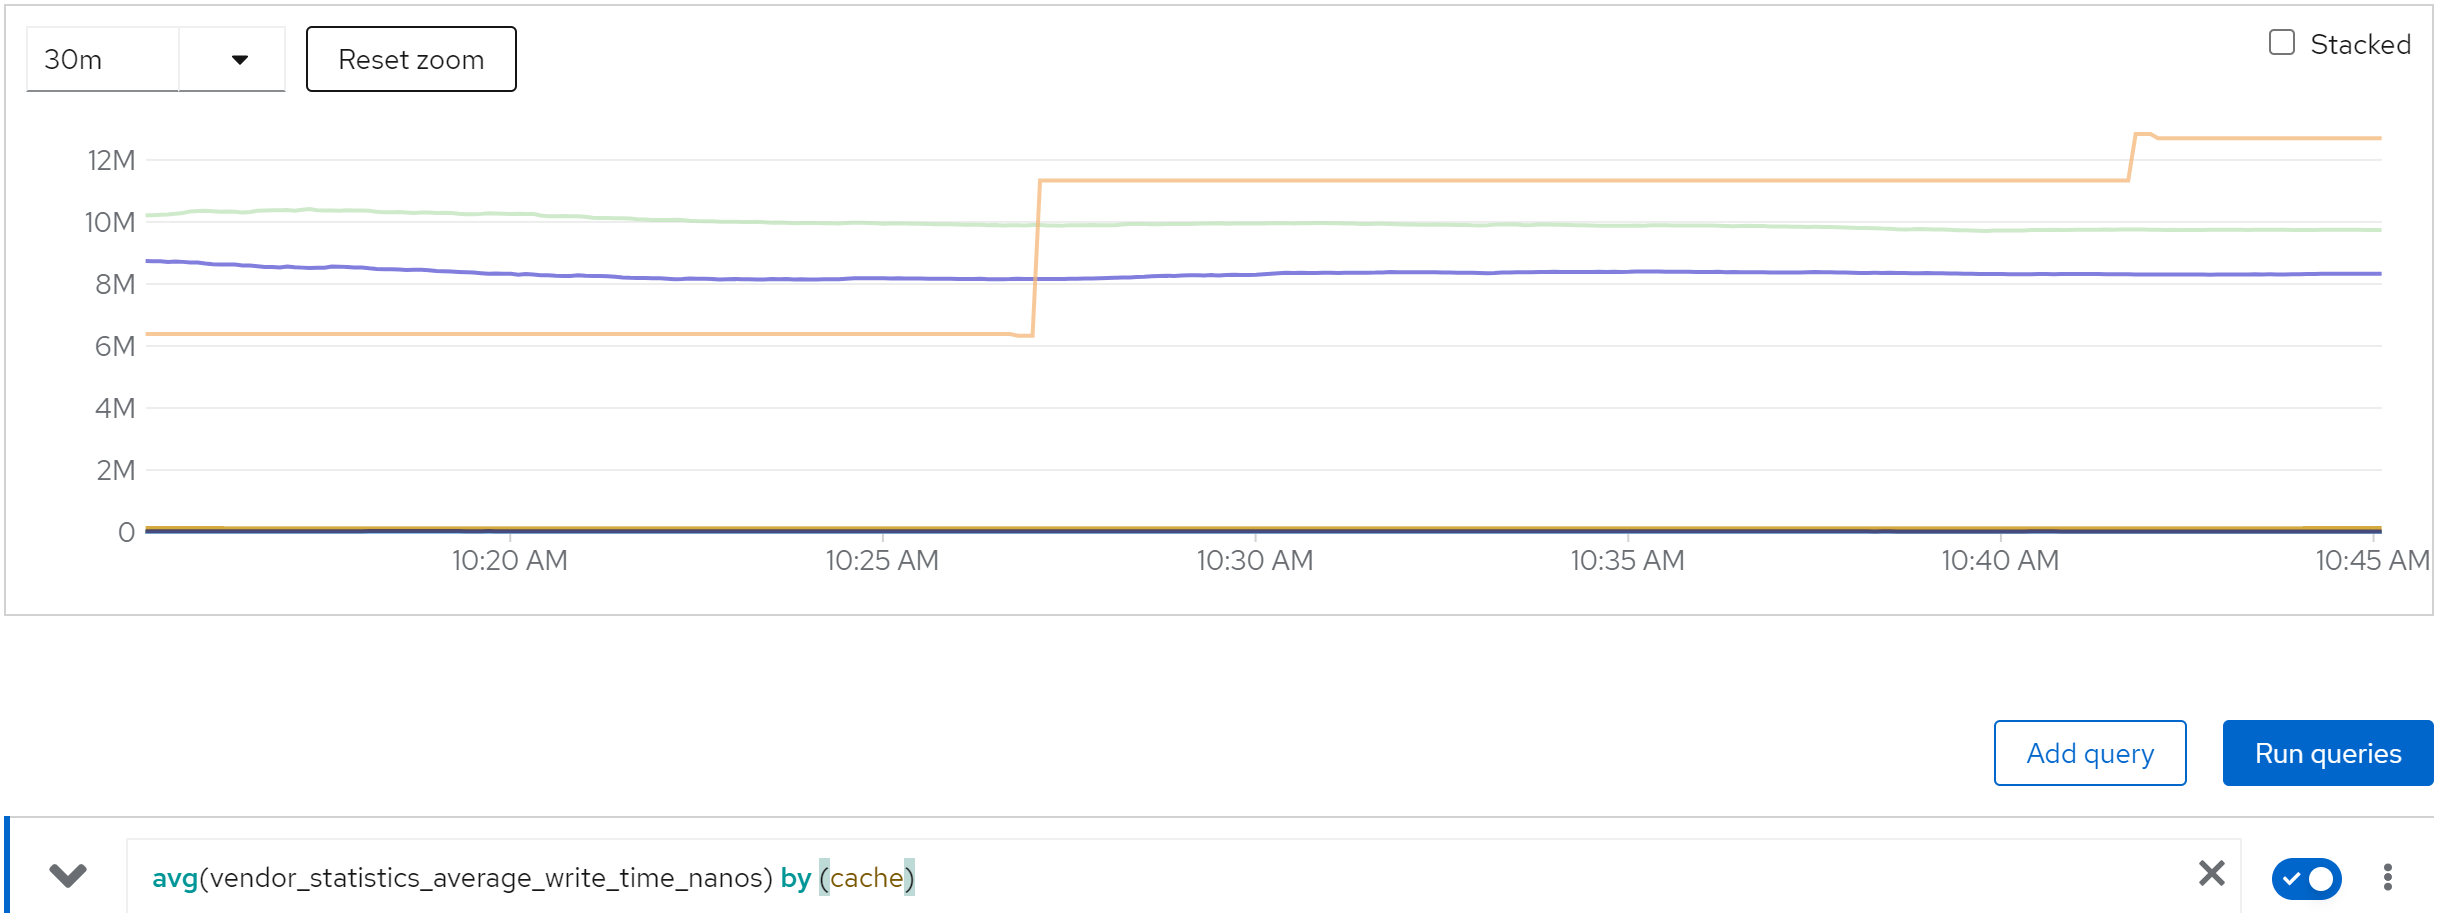 30m
Reset zoom
Stacked
12M
10M
8M
6M
4M
2M
0
10:20 AM
10:25 AM
10:30 AM
10:35 AM
10:40 AM
10:45 AM
Add query
Run queries
avg(vendor_statistics_average_write_time_nanos) by (cache)